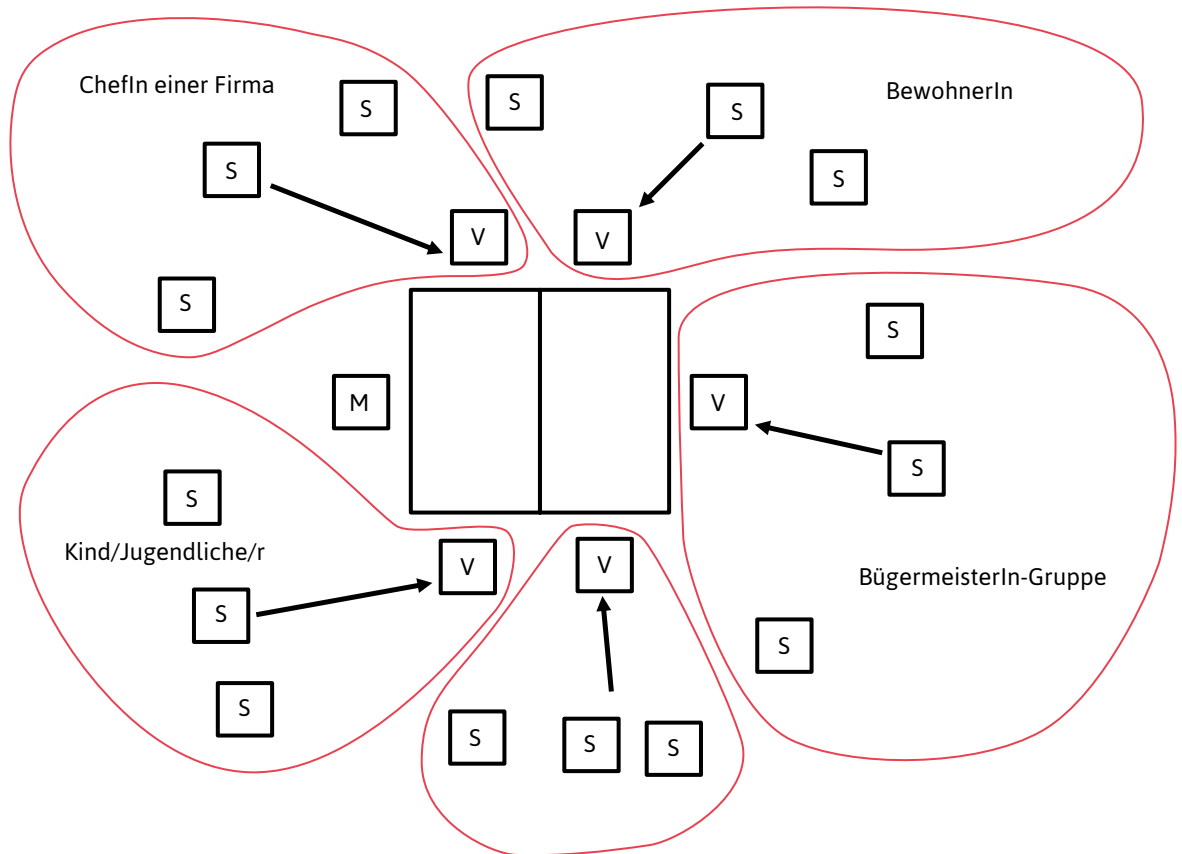 ChefIn einer Firma
S
S
V
S
S
S
BewohnerIn
S
V
M
V
S
S
BügermeisterIn-Gruppe
S
S
Kind/Jugendliche/r
S
V
S
V
S
S
S